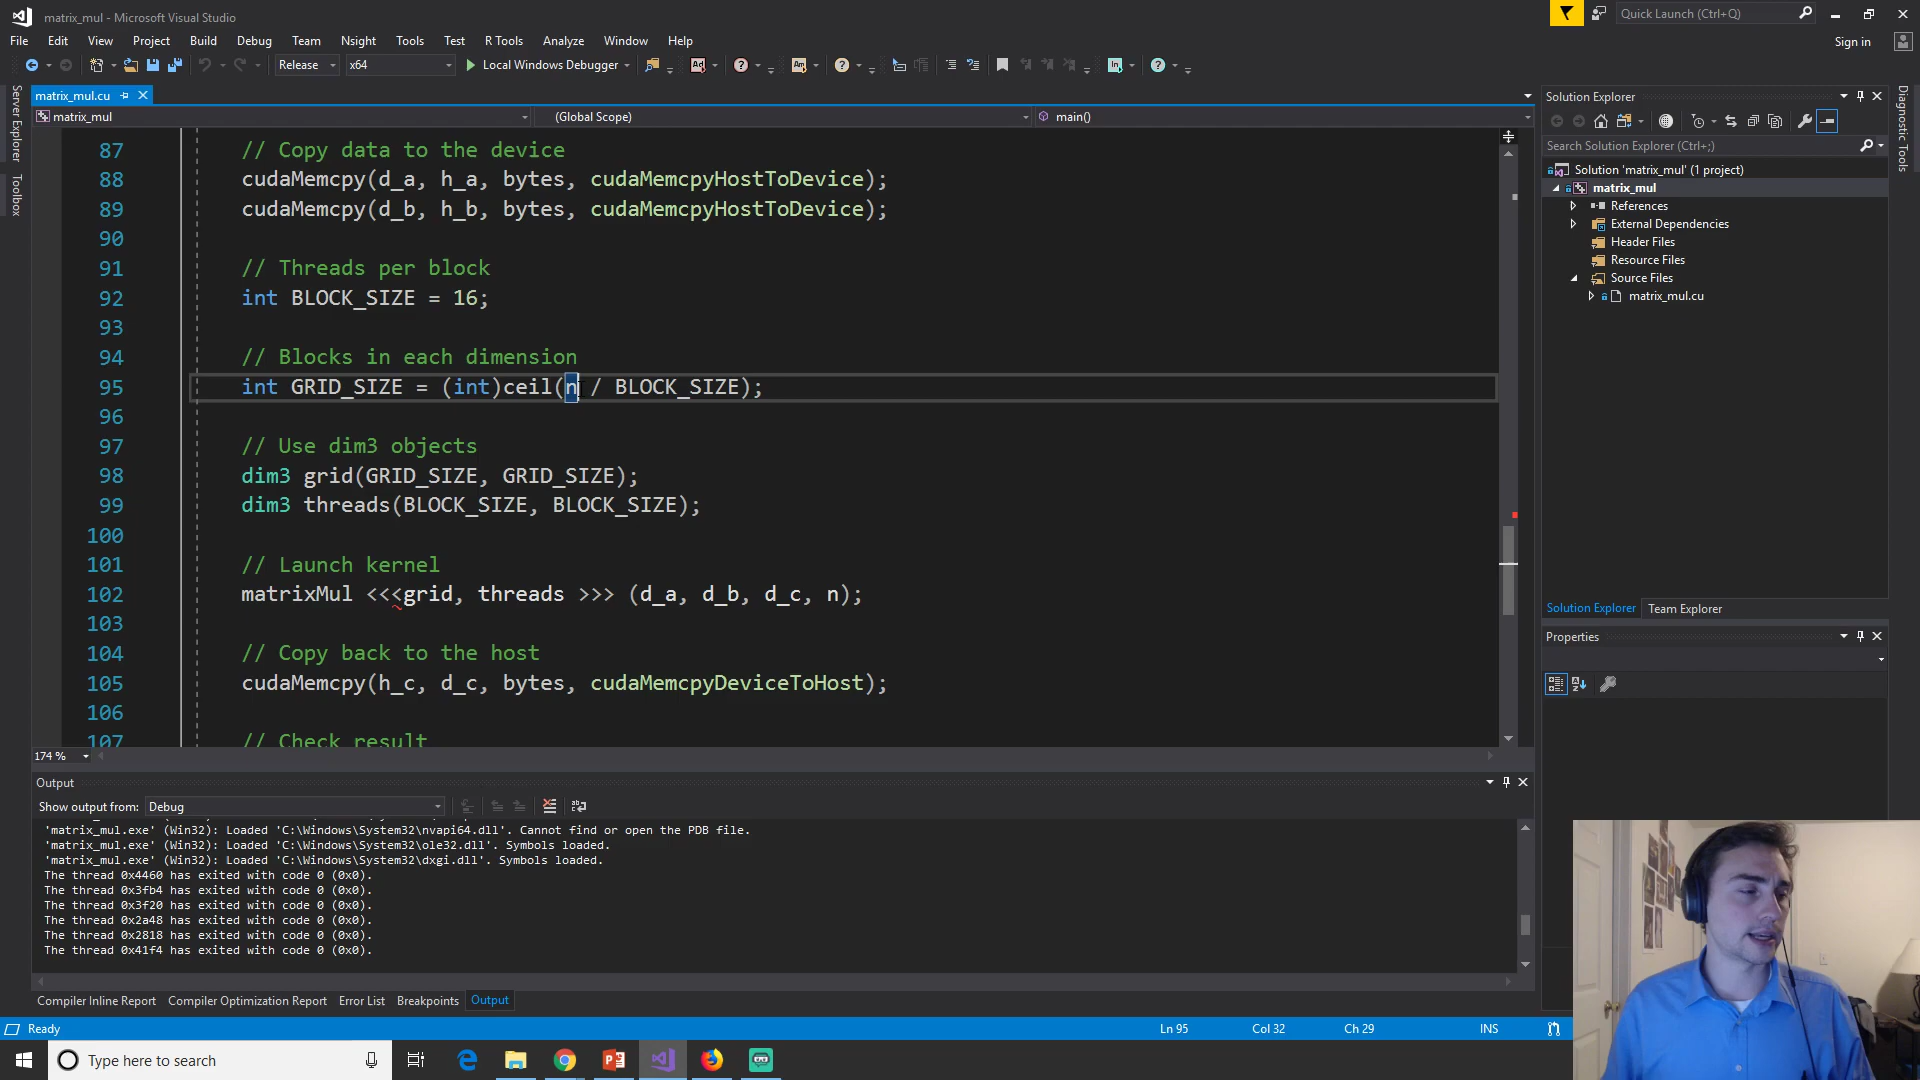 matrix_mul - Microsoft Visual Studio
Quick Launch (Ctrl+Q)
File Edit View Project Build Debug Team Nsight Tools Test R Tools Analyze Window Help
Sign in
Release x64 Local Windows Debugger
Server Explorer
Toolbox
matrix_mul.cu
matrix_mul (Global Scope) main()
87 // Copy data to the device
88 cudaMemcpy(d_a, h_a, bytes, cudaMemcpyHostToDevice);
89 cudaMemcpy(d_b, h_b, bytes, cudaMemcpyHostToDevice);
90
91 // Threads per block
92 int BLOCK_SIZE = 16;
93
94 // Blocks in each dimension
95 int GRID_SIZE = (int)ceil(n / BLOCK_SIZE);
96
97 // Use dim3 objects
98 dim3 grid(GRID_SIZE, GRID_SIZE);
99 dim3 threads(BLOCK_SIZE, BLOCK_SIZE);
100
101 // Launch kernel
102 matrixMul <<<grid, threads >>> (d_a, d_b, d_c, n);
103
104 // Copy back to the host
105 cudaMemcpy(h_c, d_c, bytes, cudaMemcpyDeviceToHost);
106
107 // Check result
174 %
Output
Show output from: Debug
'matrix_mul.exe' (Win32): Loaded 'C:\Windows\System32\nvapi64.dll'. Cannot find or open the PDB file.
'matrix_mul.exe' (Win32): Loaded 'C:\Windows\System32\ole32.dll'. Symbols loaded.
'matrix_mul.exe' (Win32): Loaded 'C:\Windows\System32\dxgi.dll'. Symbols loaded.
The thread 0x4460 has exited with code 0 (0x0).
The thread 0x3fb4 has exited with code 0 (0x0).
The thread 0x3f20 has exited with code 0 (0x0).
The thread 0x2a48 has exited with code 0 (0x0).
The thread 0x2818 has exited with code 0 (0x0).
The thread 0x41f4 has exited with code 0 (0x0).
Compiler Inline Report Compiler Optimization Report Error List Breakpoints Output
Solution Explorer
Search Solution Explorer (Ctrl+;)
Solution 'matrix_mul' (1 project)
matrix_mul
References
External Dependencies
Header Files
Resource Files
Source Files
matrix_mul.cu
Solution Explorer Team Explorer
Properties
Diagnostic Tools
Ready Ln 95 Col 32 Ch 29 INS
Type here to search